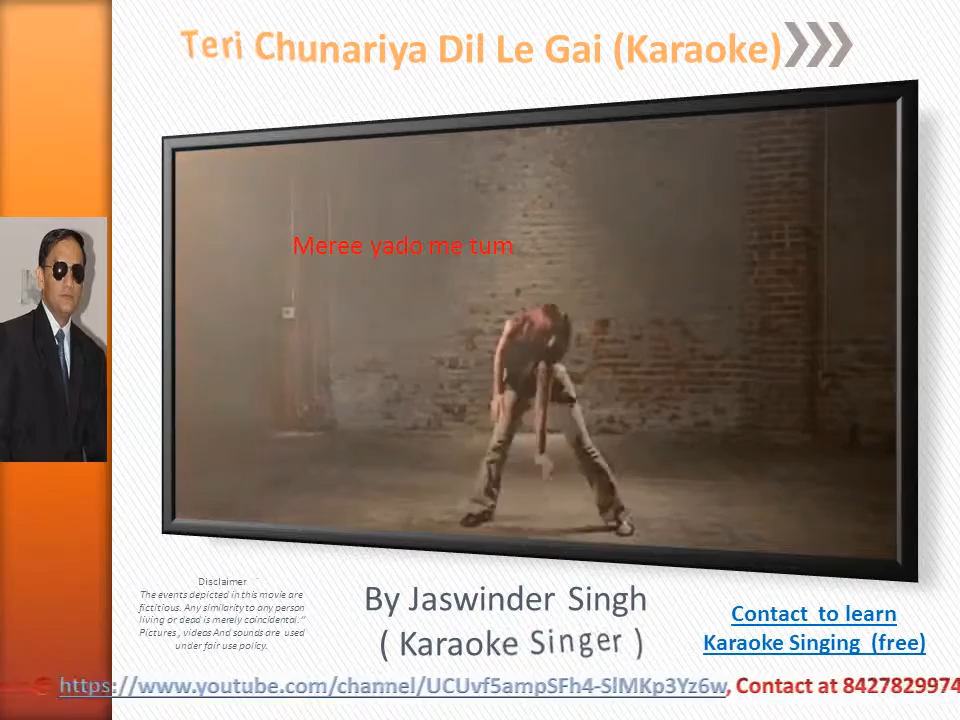 Teri Chunariya Dil Le Gai (Karaoke)
Meree yado me tum
Disclaimer
The events depicted in this movie are
fictitious. Any similarity to any person
living or dead is merely coincidental.”
Pictures , videos And sounds are used
under fair use policy.
By Jaswinder Singh
( Karaoke Singer )
Contact to learn
Karaoke Singing (free)
https://www.youtube.com/channel/UCUvf5ampSFh4-SlMKp3Yz6w, Contact at 8427829974